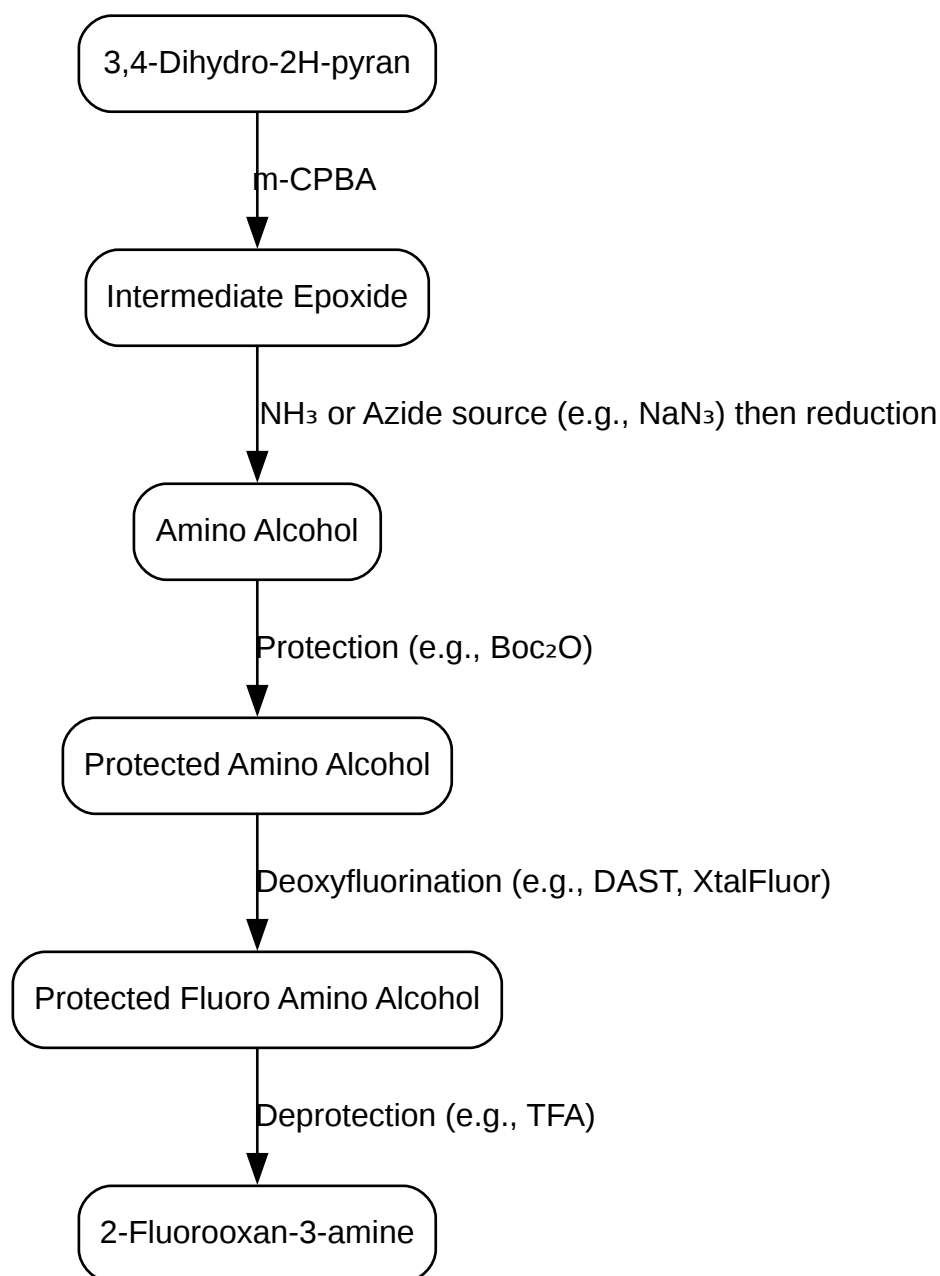 3,4-Dihydro-2H-pyran
m-CPBA
Intermediate Epoxide
NH₃ or Azide source (e.g., NaN₃) then reduction
Amino Alcohol
Protection (e.g., Boc₂O)
Protected Amino Alcohol
Deoxyfluorination (e.g., DAST, XtalFluor)
Protected Fluoro Amino Alcohol
Deprotection (e.g., TFA)
2-Fluorooxan-3-amine